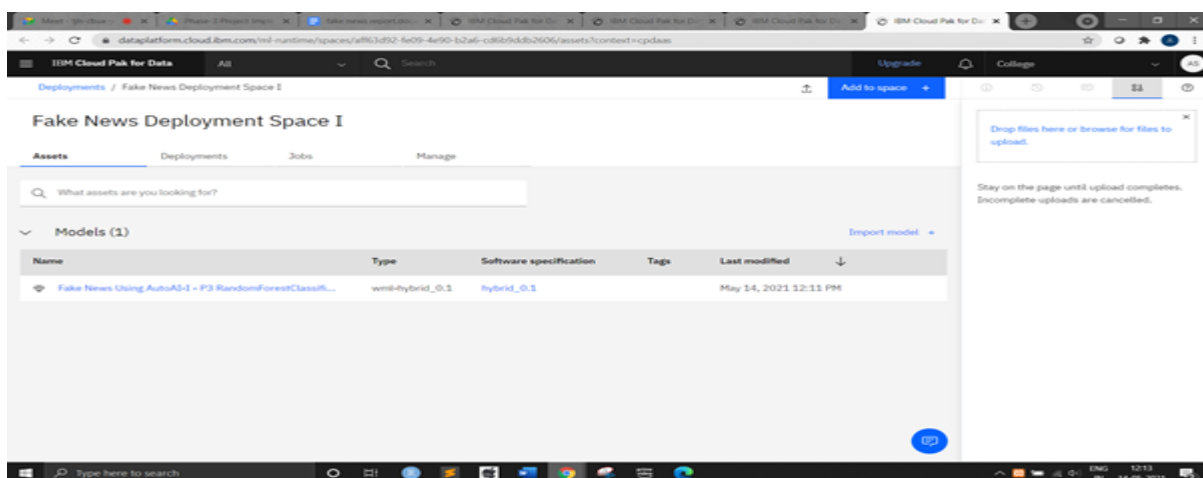 Phase-3 Project Impro
fake news report.doc
IBM Cloud Pak for Da
IBM Cloud Pak for Da
IBM Cloud Pak for Da
IBM Cloud Pak for Da
dataplatform.cloud.ibm.com/ml-runtime/spaces/aff63d92-fe09-4e90-b2a6-cd6b9ddb2606/assets?context=cpdaas
IBM Cloud Pak for Data
All
Search
Upgrade
College
AS
Deployments / Fake News Deployment Space I
Add to space +
Fake News Deployment Space I
Drop files here or browse for files to
upload.
Assets Deployments Jobs Manage
What assets are you looking for?
Stay on the page until upload completes.
Incomplete uploads are cancelled.
Models (1)
Import model +
Name Type Software specification Tags Last modified
Fake News Using AutoAI-I - P3 RandomForestClassifi... wml-hybrid_0.1 hybrid_0.1 May 14, 2021 12:11 PM
Type here to search
ENG 12:13
IN 14-05-2021